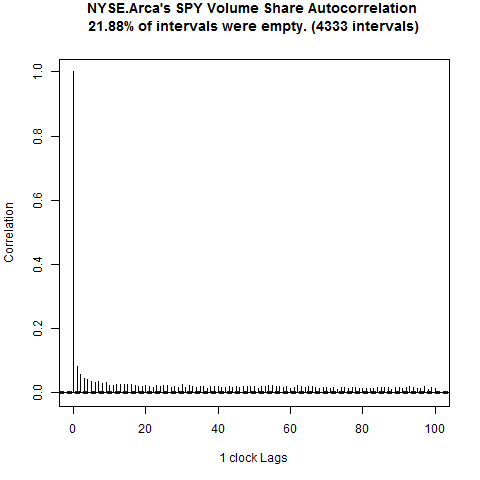 NYSE.Arca's SPY Volume Share Autocorrelation
21.88% of intervals were empty. (4333 intervals)
1.0
0.8
0.6
0.4
0.2
0.0
Correlation
0 20 40 60 80 100
1 clock Lags